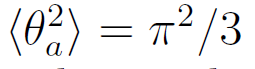 ⟨θ_a^2⟩ = π^2/3